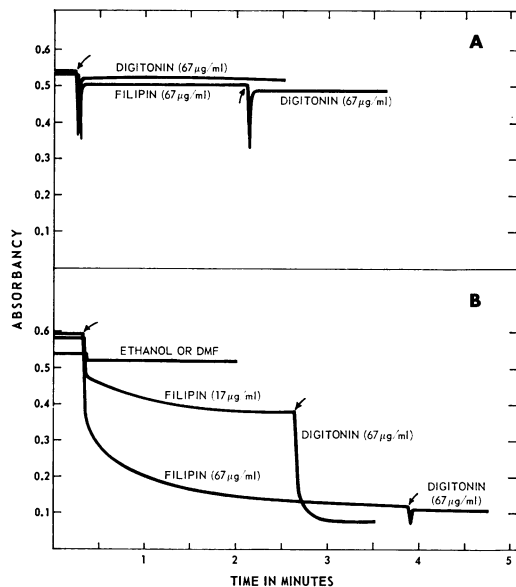 A
0.6
DIGITONIN (67μg/ml)
0.5
FILIPIN (67μg/ml)
DIGITONIN (67μg/ml)
0.4
0.3
0.2
0.1
ABSORBANCY
B
0.6
ETHANOL OR DMF
0.5
FILIPIN (17μg/ml)
0.4
DIGITONIN (67μg/ml)
0.3
FILIPIN (67μg/ml)
DIGITONIN
(67μg/ml)
0.2
0.1
1 2 3 4 5
TIME IN MINUTES